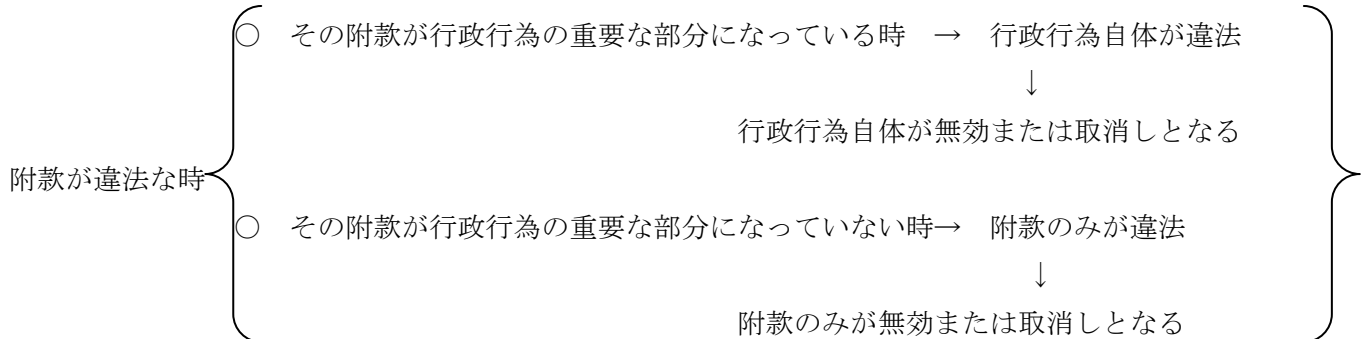 ○　その附款が行政行為の重要な部分になっている時　→　行政行為自体が違法
↓
行政行為自体が無効または取消しとなる
附款が違法な時
○　その附款が行政行為の重要な部分になっていない時→　附款のみが違法
↓
附款のみが無効または取消しとなる